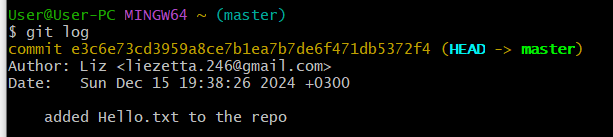 User@User-PC MINGW64 ~ (master)
$ git log
commit e3c6e73cd3959a8ce7b1ea7b7de6f471db5372f4 (HEAD -> master)
Author: Liz <liezetta.246@gmail.com>
Date:   Sun Dec 15 19:38:26 2024 +0300
    added Hello.txt to the repo